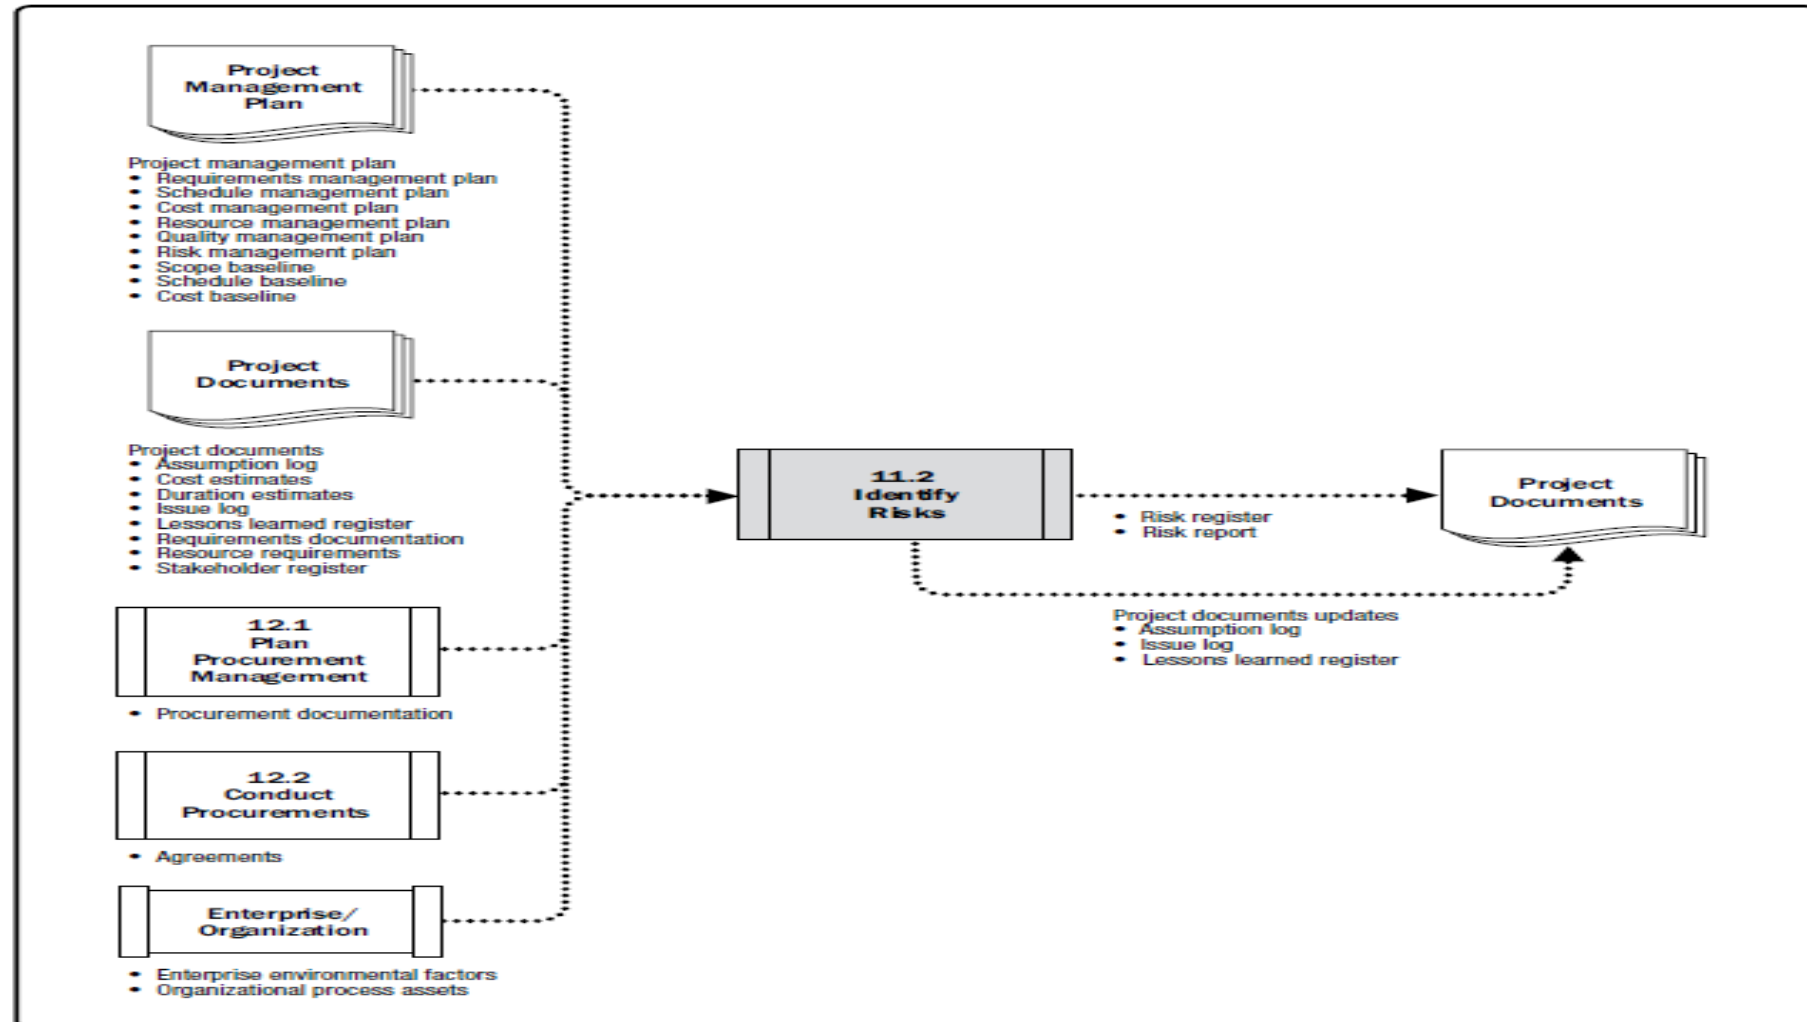 Project
Management
Plan
Project management plan
• Requirements management plan
• Schedule management plan
• Cost management plan
• Resource management plan
• Quality management plan
• Risk management plan
• Scope baseline
• Schedule baseline
• Cost baseline
Project
Documents
Project documents
• Assumption log
• Cost estimates
• Duration estimates
• Issue log
• Lessons learned register
• Requirements documentation
• Resource requirements
• Stakeholder register
12.1
Plan
Procurement
Management
• Procurement documentation
12.2
Conduct
Procurements
• Agreements
Enterprise/
Organization
• Enterprise environmental factors
• Organizational process assets
11.2
Identify
Risks
• Risk register
• Risk report
Project
Documents
Project documents updates
• Assumption log
• Issue log
• Lessons learned register